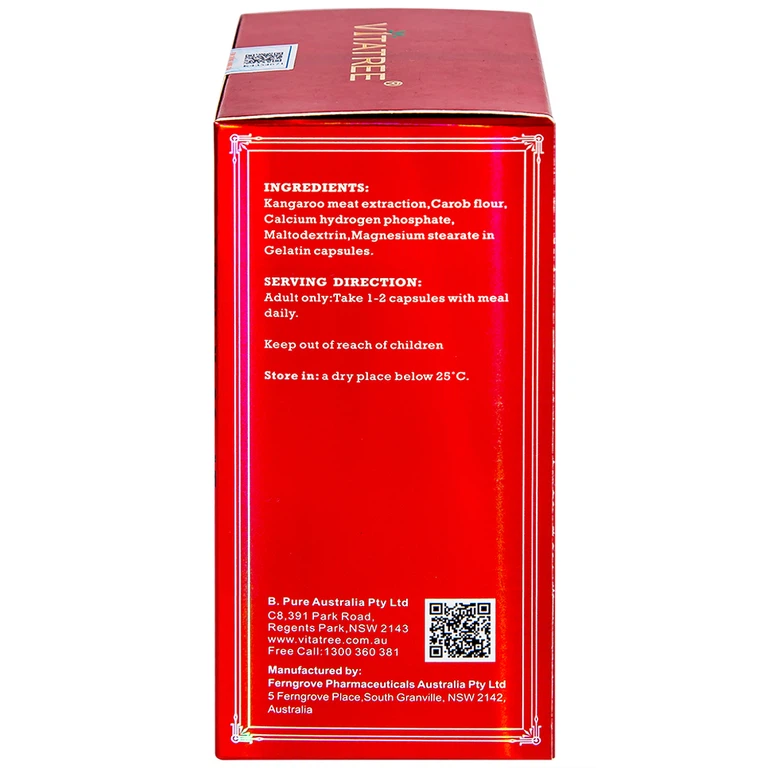 VITATREE®
INGREDIENTS:
Kangaroo meat extraction,Carob flour,
Calcium hydrogen phosphate,
Maltodextrin,Magnesium stearate in
Gelatin capsules.
SERVING DIRECTION:
Adult only:Take 1-2 capsules with meal
daily.
Keep out of reach of children
Store in: a dry place below 25°C.
B. Pure Australia Pty Ltd
C8,391 Park Road,
Regents Park,NSW 2143
www.vitatree.com.au
Free Call:1300 360 381
Manufactured by:
Ferngrove Pharmaceuticals Australia Pty Ltd
5 Ferngrove Place,South Granville, NSW 2142,
Australia